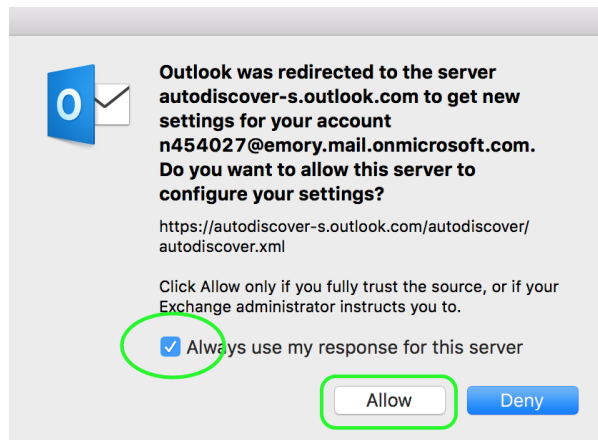 Outlook was redirected to the server
autodiscover-s.outlook.com to get new
settings for your account
n454027@emory.mail.onmicrosoft.com.
Do you want to allow this server to
configure your settings?
https://autodiscover-s.outlook.com/autodiscover/
autodiscover.xml
Click Allow only if you fully trust the source, or if your
Exchange administrator instructs you to.
Always use my response for this server
Allow Deny